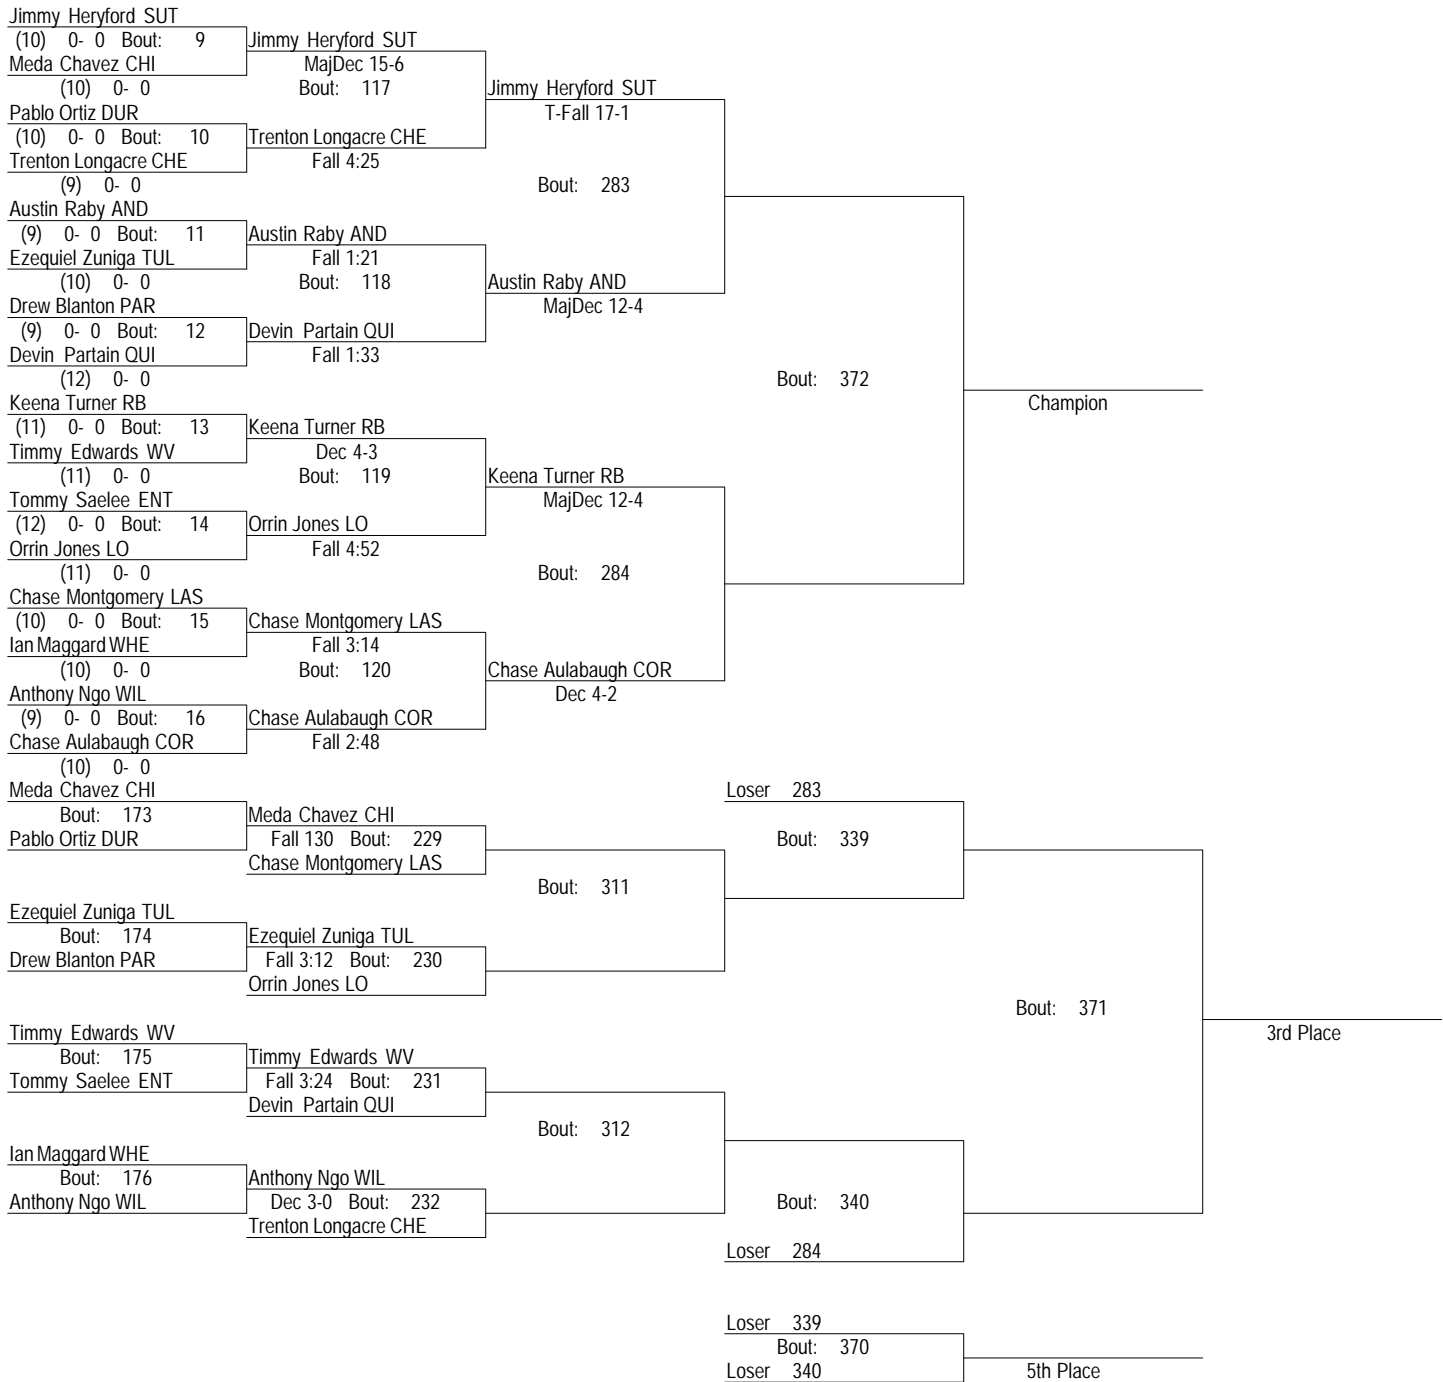 Jimmy Heryford SUT
(10) 0- 0 Bout: 9 Jimmy Heryford SUT
Meda Chavez CHI MajDec 15-6
(10) 0- 0 Bout: 117 Jimmy Heryford SUT
Pablo Ortiz DUR T-Fall 17-1
(10) 0- 0 Bout: 10 Trenton Longacre CHE
Trenton Longacre CHE Fall 4:25
(9) 0- 0 Bout: 283
Austin Raby AND
(9) 0- 0 Bout: 11 Austin Raby AND
Ezequiel Zuniga TUL Fall 1:21
(10) 0- 0 Bout: 118 Austin Raby AND
Drew Blanton PAR MajDec 12-4
(9) 0- 0 Bout: 12 Devin Partain QUI
Devin Partain QUI Fall 1:33
(12) 0- 0 Bout: 372
Keena Turner RB Champion
(11) 0- 0 Bout: 13 Keena Turner RB
Timmy Edwards WV Dec 4-3
(11) 0- 0 Bout: 119 Keena Turner RB
Tommy Saelee ENT MajDec 12-4
(12) 0- 0 Bout: 14 Orrin Jones LO
Orrin Jones LO Fall 4:52
(11) 0- 0 Bout: 284
Chase Montgomery LAS
(10) 0- 0 Bout: 15 Chase Montgomery LAS
Ian Maggard WHE Fall 3:14
(10) 0- 0 Bout: 120 Chase Aulabaugh COR
Anthony Ngo WIL Dec 4-2
(9) 0- 0 Bout: 16 Chase Aulabaugh COR
Chase Aulabaugh COR Fall 2:48
(10) 0- 0
Meda Chavez CHI Loser 283
Bout: 173 Meda Chavez CHI
Pablo Ortiz DUR Fall 130 Bout: 229 Bout: 339
Chase Montgomery LAS
Bout: 311
Ezequiel Zuniga TUL
Bout: 174 Ezequiel Zuniga TUL
Drew Blanton PAR Fall 3:12 Bout: 230
Orrin Jones LO
Bout: 371
Timmy Edwards WV 3rd Place
Bout: 175 Timmy Edwards WV
Tommy Saelee ENT Fall 3:24 Bout: 231
Devin Partain QUI
Bout: 312
Ian Maggard WHE
Bout: 176 Anthony Ngo WIL
Anthony Ngo WIL Dec 3-0 Bout: 232 Bout: 340
Trenton Longacre CHE
Loser 284
Loser 339
Bout: 370
Loser 340 5th Place